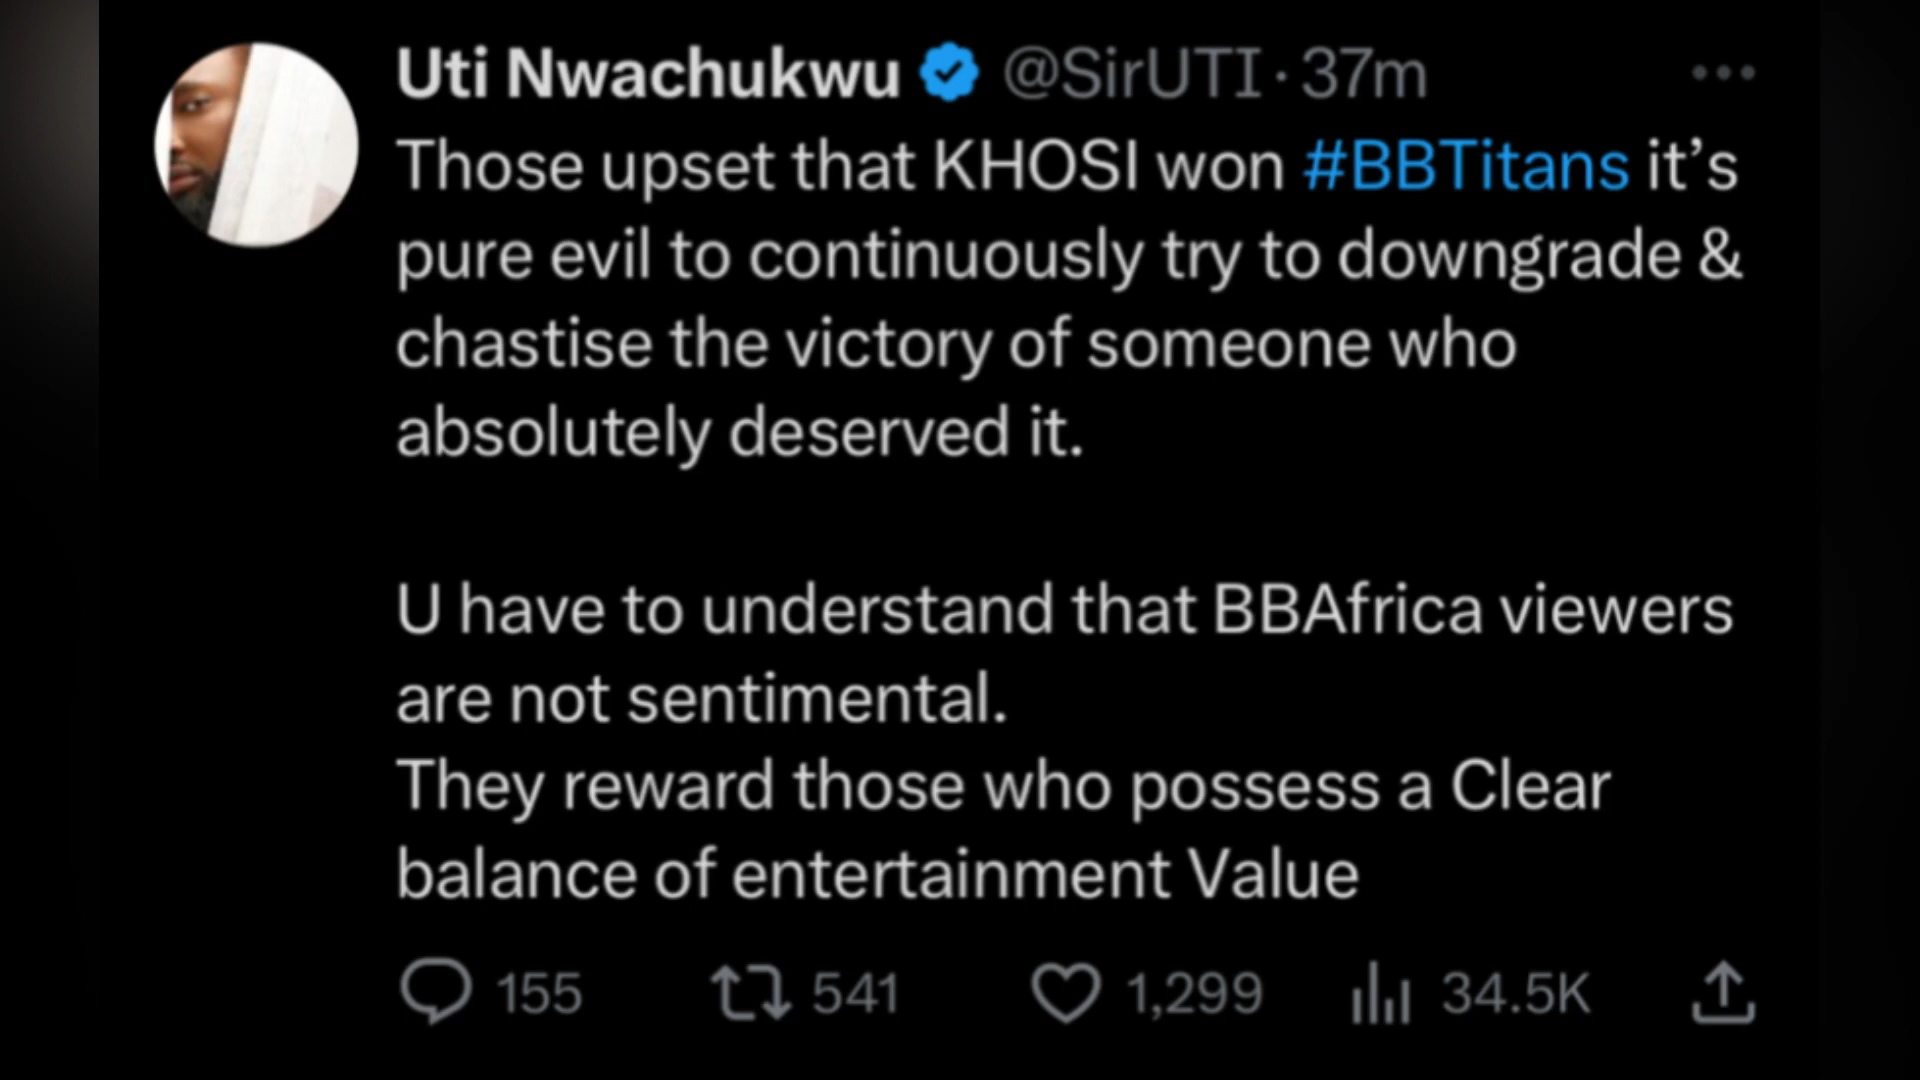 Uti Nwachukwu @SirUTI · 37m
Those upset that KHOSI won #BBTitans it’s
pure evil to continuously try to downgrade &
chastise the victory of someone who
absolutely deserved it.
U have to understand that BBAfrica viewers
are not sentimental.
They reward those who possess a Clear
balance of entertainment Value
155 541 1,299 34.5K